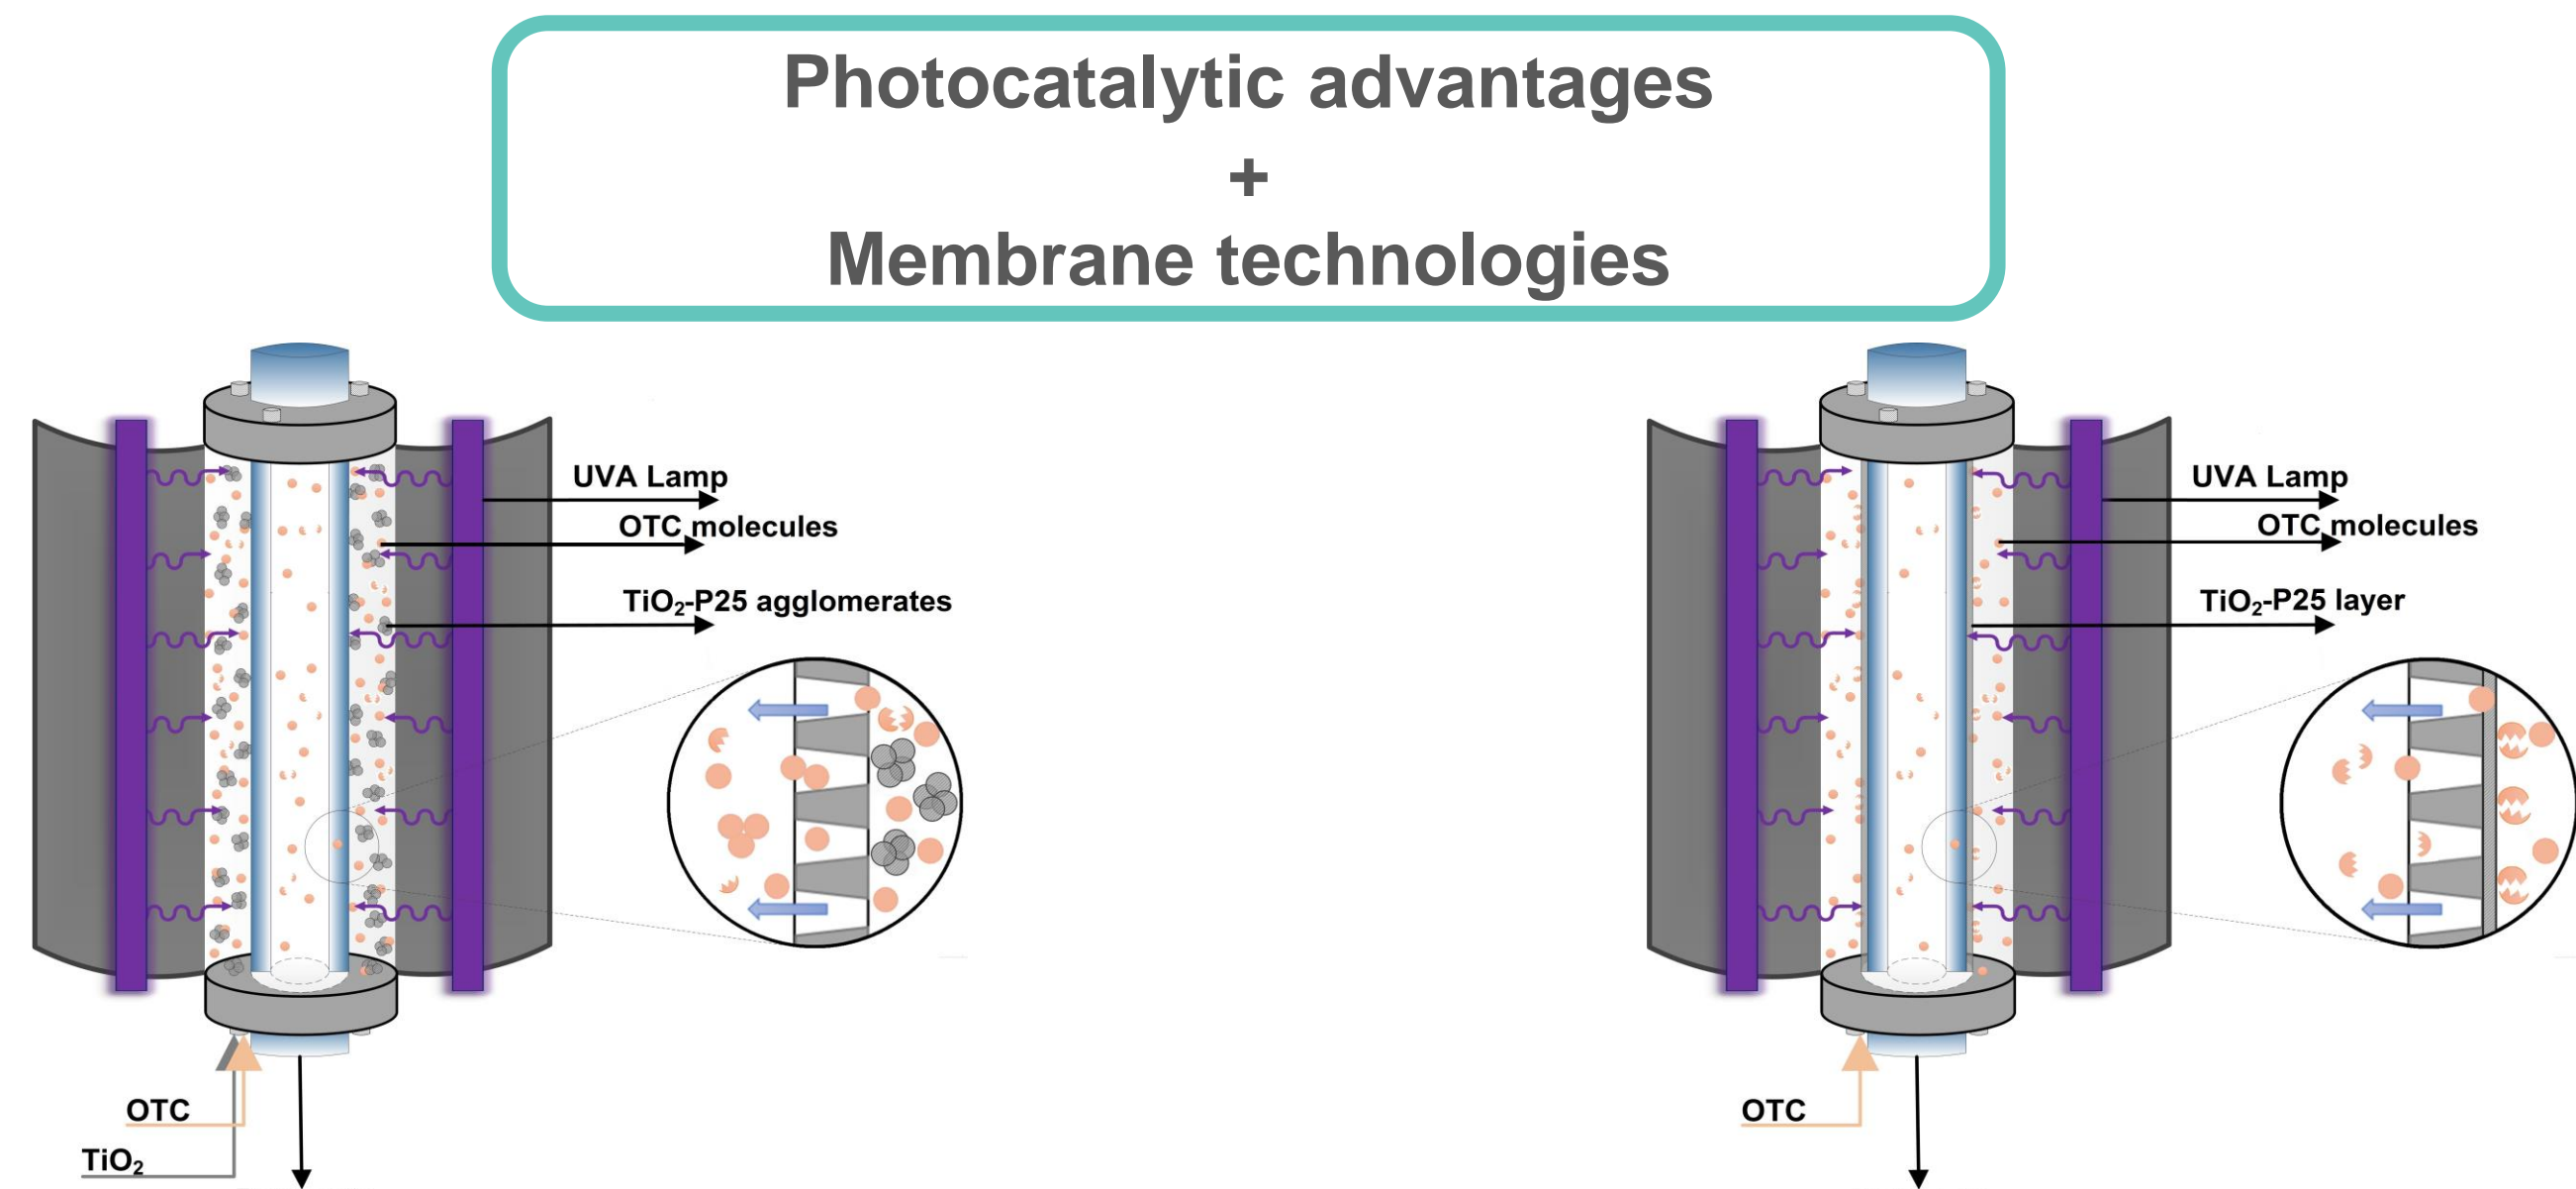 Photocatalytic advantages
+
Membrane technologies
UVA Lamp
OTC molecules
TiO₂-P25 agglomerates
OTC
TiO₂
UVA Lamp
OTC molecules
TiO₂-P25 layer
OTC